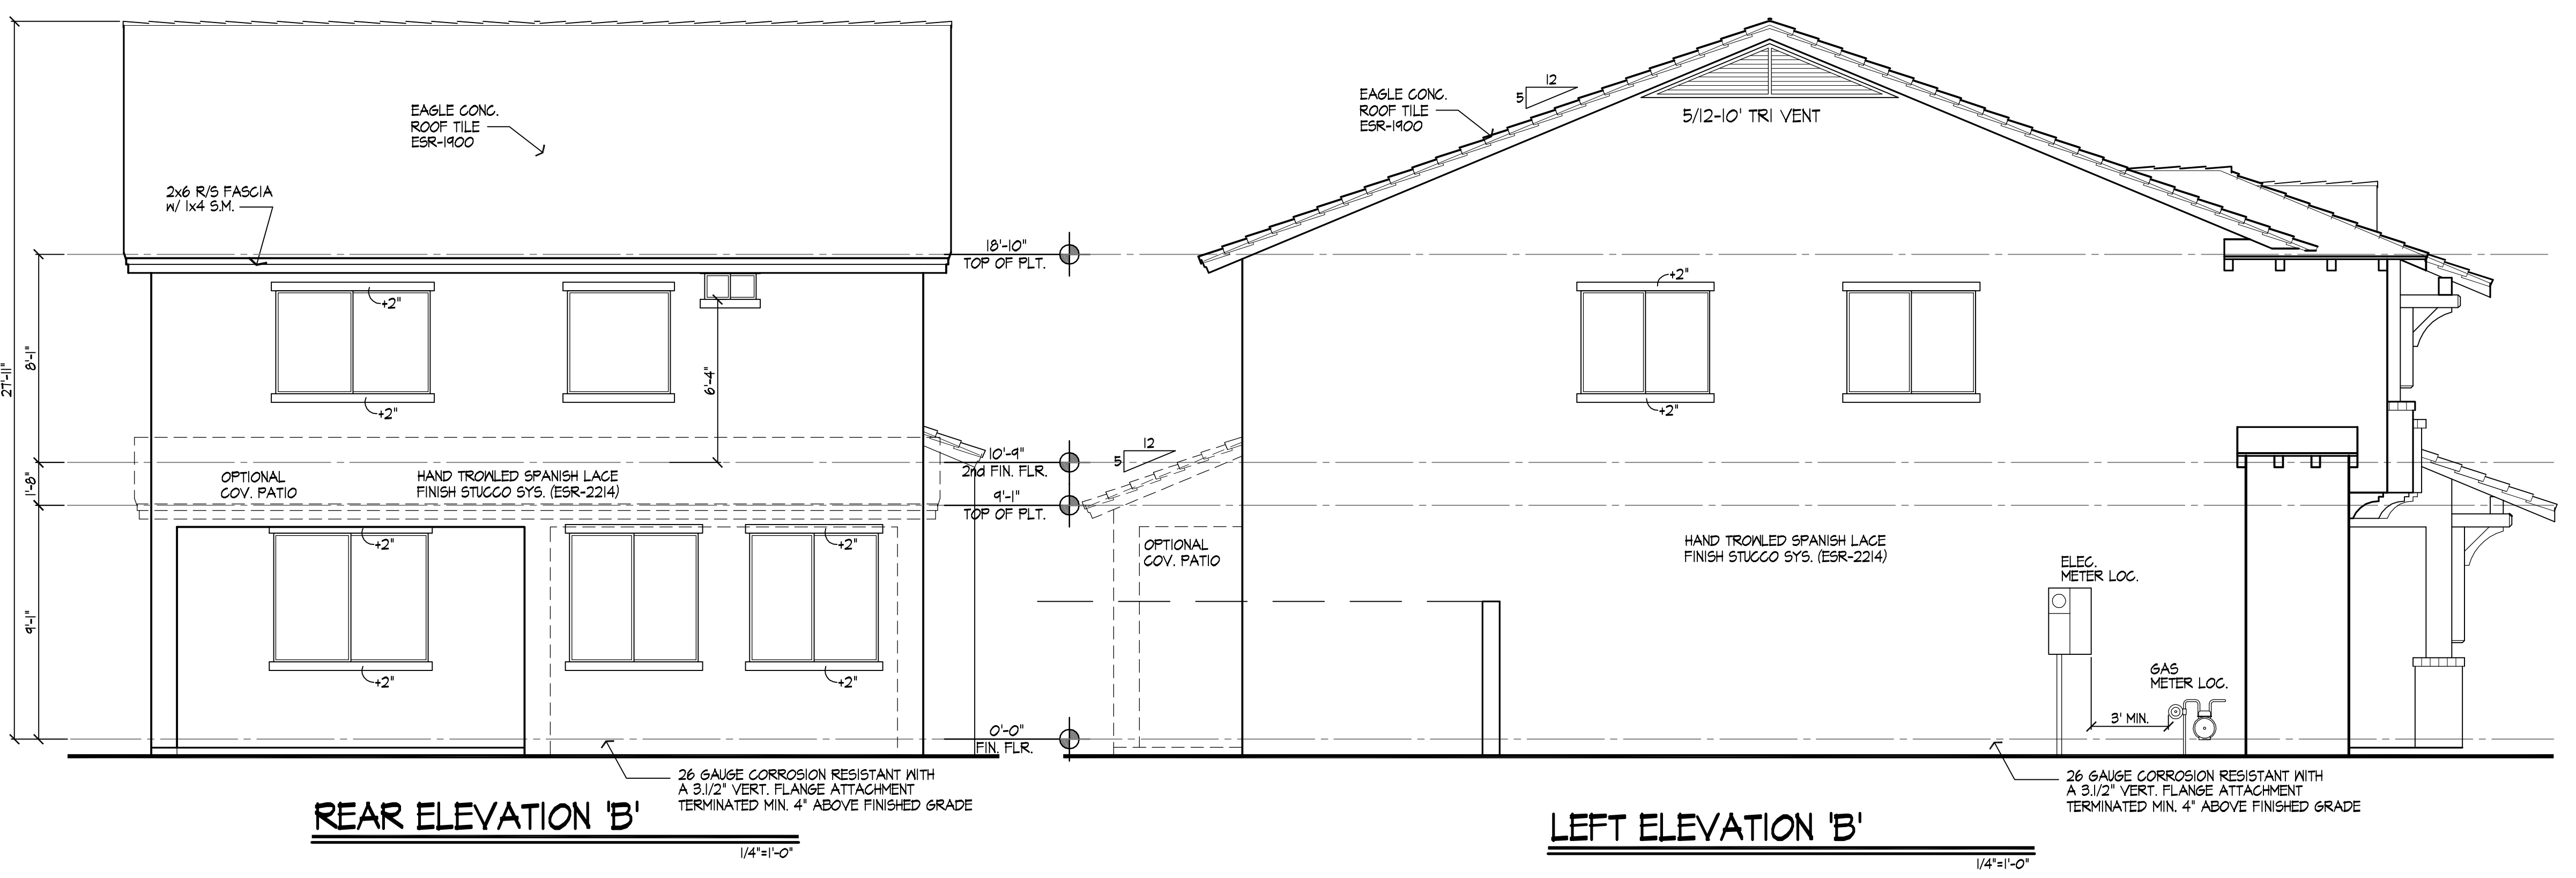 EAGLE CONC.
ROOF TILE
ESR-1900
2x6 R/S FASCIA
w/ 1x4 S.M.
27'-11"
8'-1"
1'-8"
9'-1"
+2"
+2"
6'-4"
OPTIONAL
COV. PATIO
HAND TROWLED SPANISH LACE
FINISH STUCCO SYS. (ESR-2214)
+2"
+2"
+2"
+2"
18'-10"
TOP OF PLT.
10'-9"
2nd FIN. FLR.
9'-1"
TOP OF PLT.
0'-0"
FIN. FLR.
26 GAUGE CORROSION RESISTANT WITH
A 3.1/2" VERT. FLANGE ATTACHMENT
TERMINATED MIN. 4" ABOVE FINISHED GRADE
REAR ELEVATION 'B'
1/4"=1'-0"
EAGLE CONC.
ROOF TILE
ESR-1900
12
5
5/12-10' TRI VENT
+2"
+2"
12
5
OPTIONAL
COV. PATIO
HAND TROWLED SPANISH LACE
FINISH STUCCO SYS. (ESR-2214)
ELEC.
METER LOC.
GAS
METER LOC.
3' MIN.
26 GAUGE CORROSION RESISTANT WITH
A 3.1/2" VERT. FLANGE ATTACHMENT
TERMINATED MIN. 4" ABOVE FINISHED GRADE
LEFT ELEVATION 'B'
1/4"=1'-0"